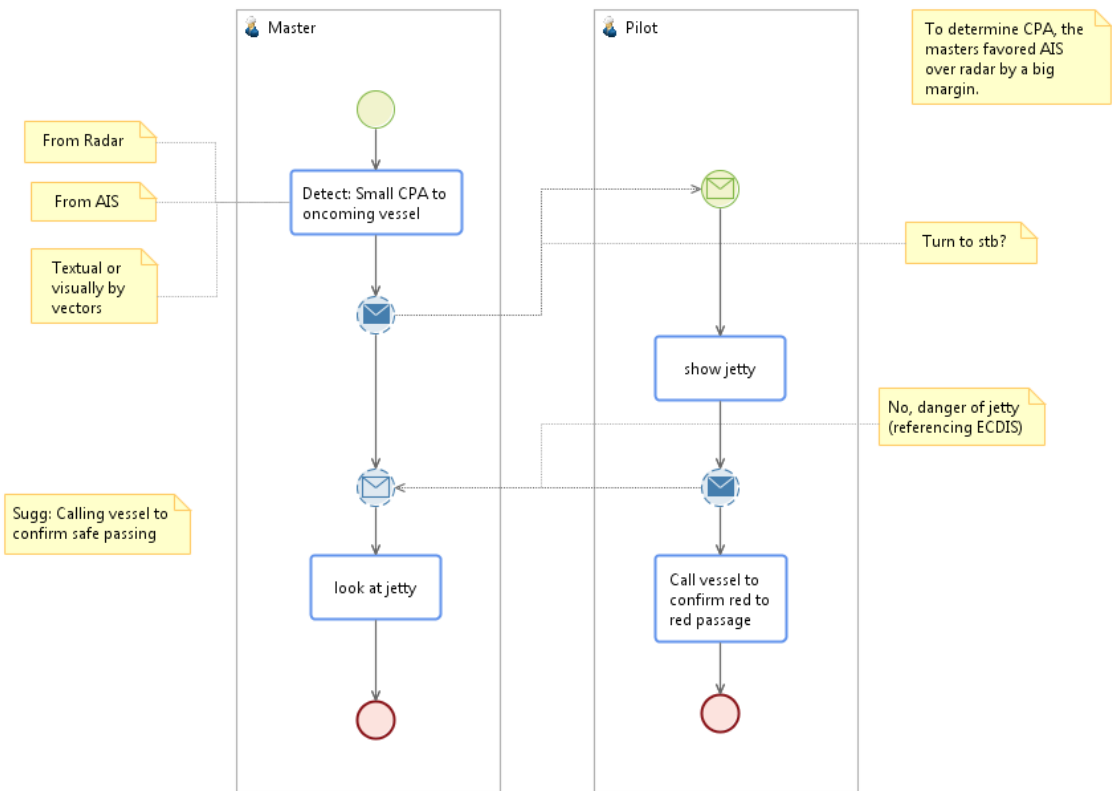 Master
Pilot
To determine CPA, the
masters favored AIS
over radar by a big
margin.
From Radar
From AIS
Textual or
visually by
vectors
Detect: Small CPA to
oncoming vessel
Turn to stb?
show jetty
No, danger of jetty
(referencing ECDIS)
Sugg: Calling vessel to
confirm safe passing
look at jetty
Call vessel to
confirm red to
red passage